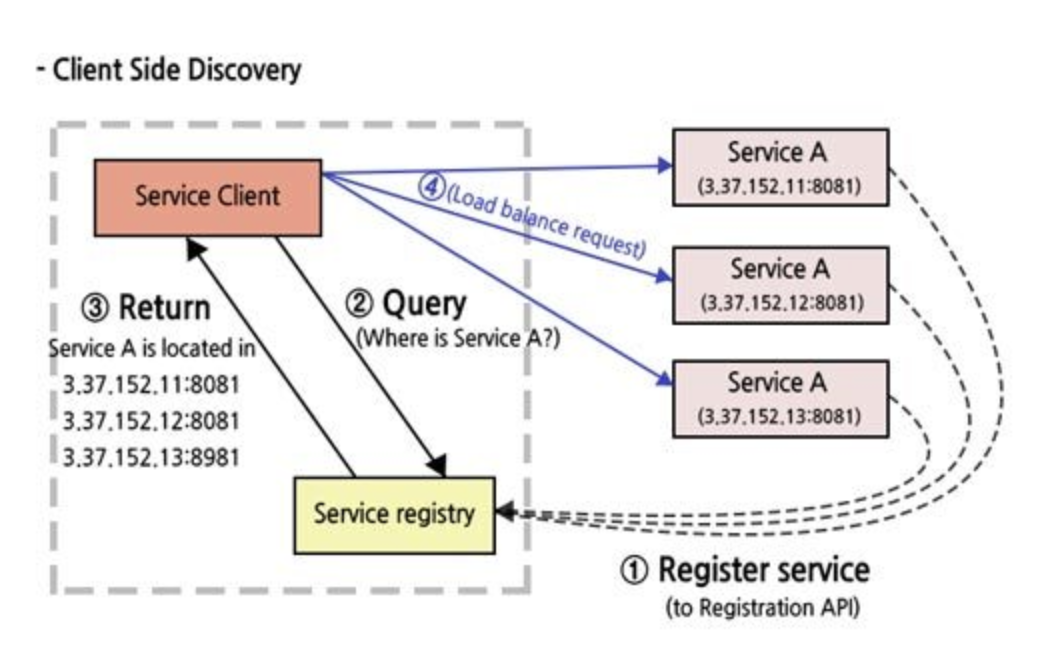 - Client Side Discovery
Service Client
④(Load balance request)
Service A
(3.37.152.11:8081)
Service A
(3.37.152.12:8081)
Service A
(3.37.152.13:8081)
③ Return
Service A is located in
3.37.152.11:8081
3.37.152.12:8081
3.37.152.13:8981
② Query
(Where is Service A?)
Service registry
① Register service
(to Registration API)